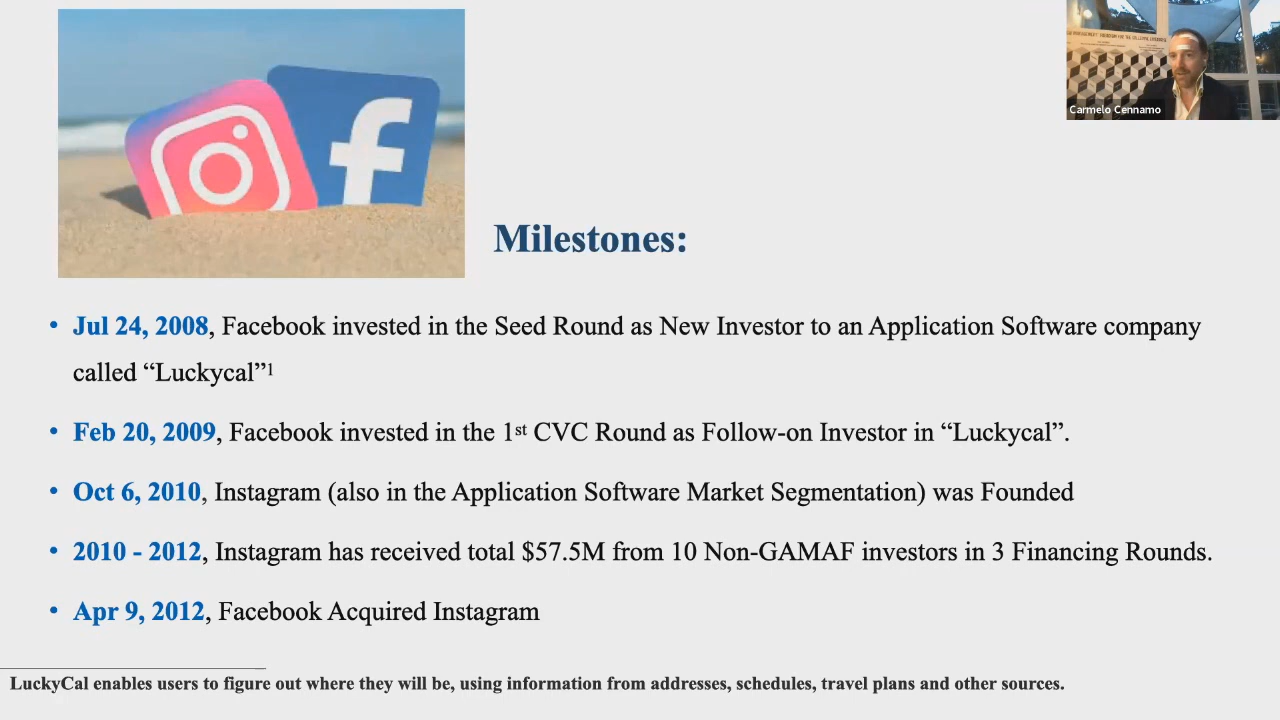 Carmelo Cennamo
f
Milestones:
• Jul 24, 2008, Facebook invested in the Seed Round as New Investor to an Application Software company
called “Luckycal”¹
• Feb 20, 2009, Facebook invested in the 1st CVC Round as Follow-on Investor in “Luckycal”.
• Oct 6, 2010, Instagram (also in the Application Software Market Segmentation) was Founded
• 2010 - 2012, Instagram has received total $57.5M from 10 Non-GAMAF investors in 3 Financing Rounds.
• Apr 9, 2012, Facebook Acquired Instagram
LuckyCal enables users to figure out where they will be, using information from addresses, schedules, travel plans and other sources.